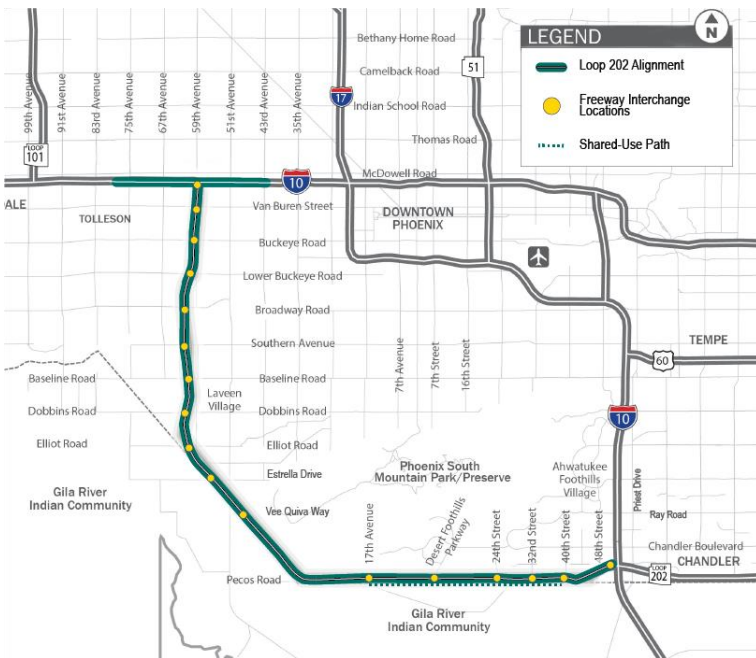 LEGEND
N
Loop 202 Alignment
Freeway Interchange
Locations
Shared-Use Path
99th Avenue
91st Avenue
83rd Avenue
75th Avenue
67th Avenue
59th Avenue
51st Avenue
43rd Avenue
35th Avenue
LOOP
101
17
51
10
Bethany Home Road
Camelback Road
Indian School Road
Thomas Road
McDowell Road
DALE
TOLLESON
Van Buren Street
DOWNTOWN
PHOENIX
Buckeye Road
Lower Buckeye Road
Broadway Road
Southern Avenue
7th Avenue
7th Street
16th Street
TEMPE
60
Baseline Road
Laveen
Village
Baseline Road
Dobbins Road
Dobbins Road
10
Elliot Road
Elliot Road
Estrella Drive
Phoenix South
Mountain Park/Preserve
Ahwatukee
Foothills
Village
Priest Drive
Gila River
Indian Community
Vee Quiva Way
Ray Road
17th Avenue
Desert Foothills
Parkway
24th Street
32nd Street
40th Street
48th Street
Chandler Boulevard
CHANDLER
LOOP
202
Pecos Road
Gila River
Indian Community